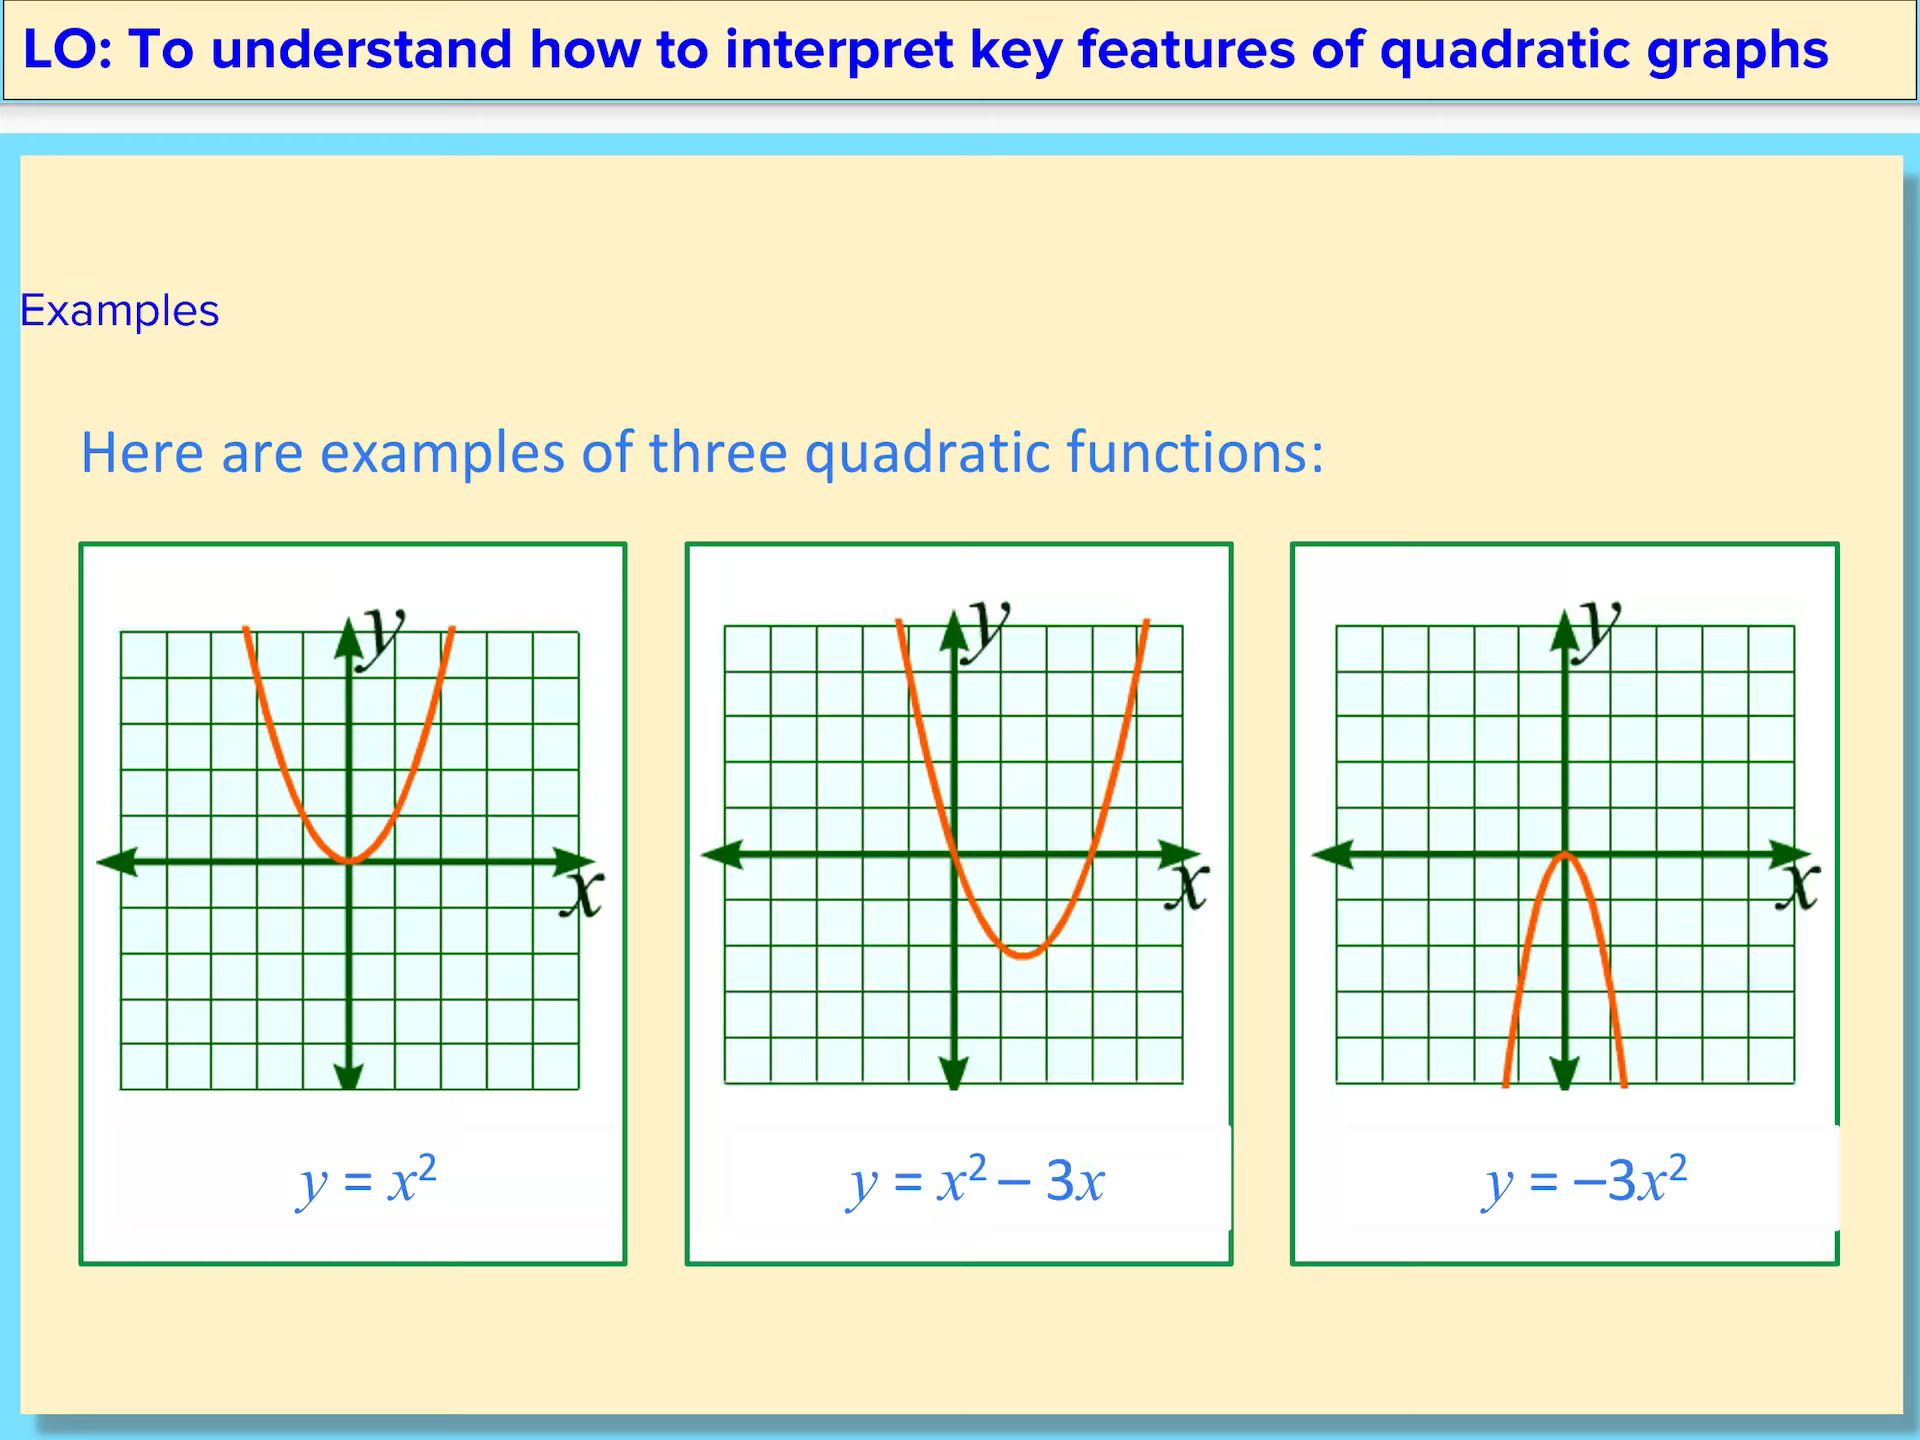 LO: To understand how to interpret key features of quadratic graphs
Examples
Here are examples of three quadratic functions:
y y y
x x x
y = x² y = x² – 3x y = –3x²